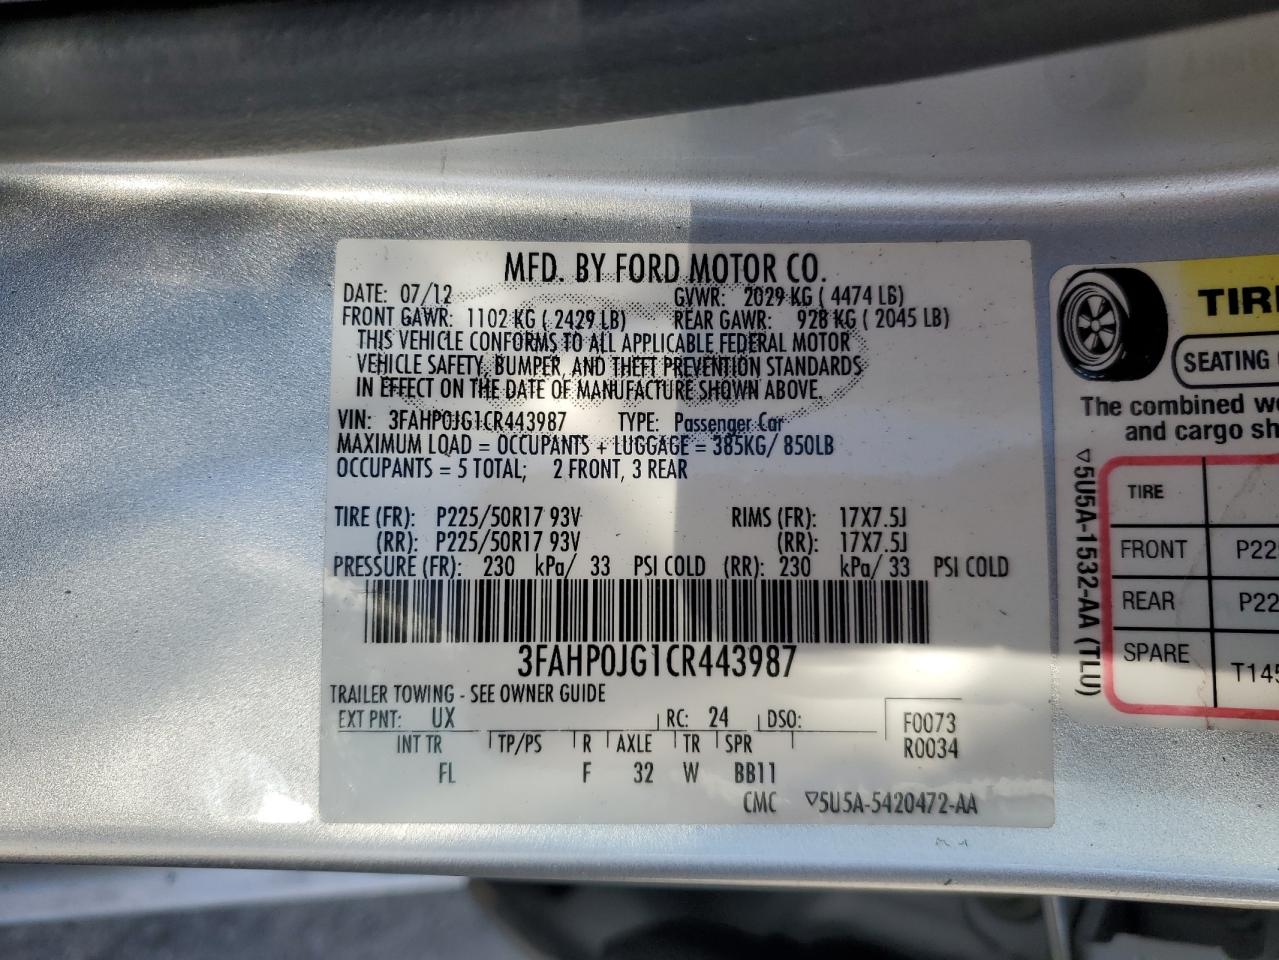 MFD. BY FORD MOTOR CO.
DATE: 07/12 GVWR: 2029 KG ( 4474 LB)
FRONT GAWR: 1102 KG ( 2429 LB) REAR GAWR: 928 KG ( 2045 LB)
THIS VEHICLE CONFORMS TO ALL APPLICABLE FEDERAL MOTOR
VEHICLE SAFETY, BUMPER, AND THEFT PREVENTION STANDARDS
IN EFFECT ON THE DATE OF MANUFACTURE SHOWN ABOVE.
VIN: 3FAHP0JG1CR443987 TYPE: Passenger Car
MAXIMUM LOAD = OCCUPANTS + LUGGAGE = 385KG/ 850LB
OCCUPANTS = 5 TOTAL; 2 FRONT, 3 REAR
TIRE (FR): P225/50R17 93V RIMS (FR): 17X7.5J
(RR): P225/50R17 93V (RR): 17X7.5J
PRESSURE (FR): 230 kPa/ 33 PSI COLD (RR): 230 kPa/ 33 PSI COLD
3FAHP0JG1CR443987
TRAILER TOWING - SEE OWNER GUIDE
EXT PNT: UX RC: 24 DSO: F0073
INT TR TP/PS R AXLE TR SPR R0034
FL F 32 W BB11
CMC ▽5U5A-5420472-AA
TIR
SEATING
The combined
and cargo sh
▽5U5A-1532-AA (TLU)
TIRE
FRONT P22
REAR P22
SPARE T145